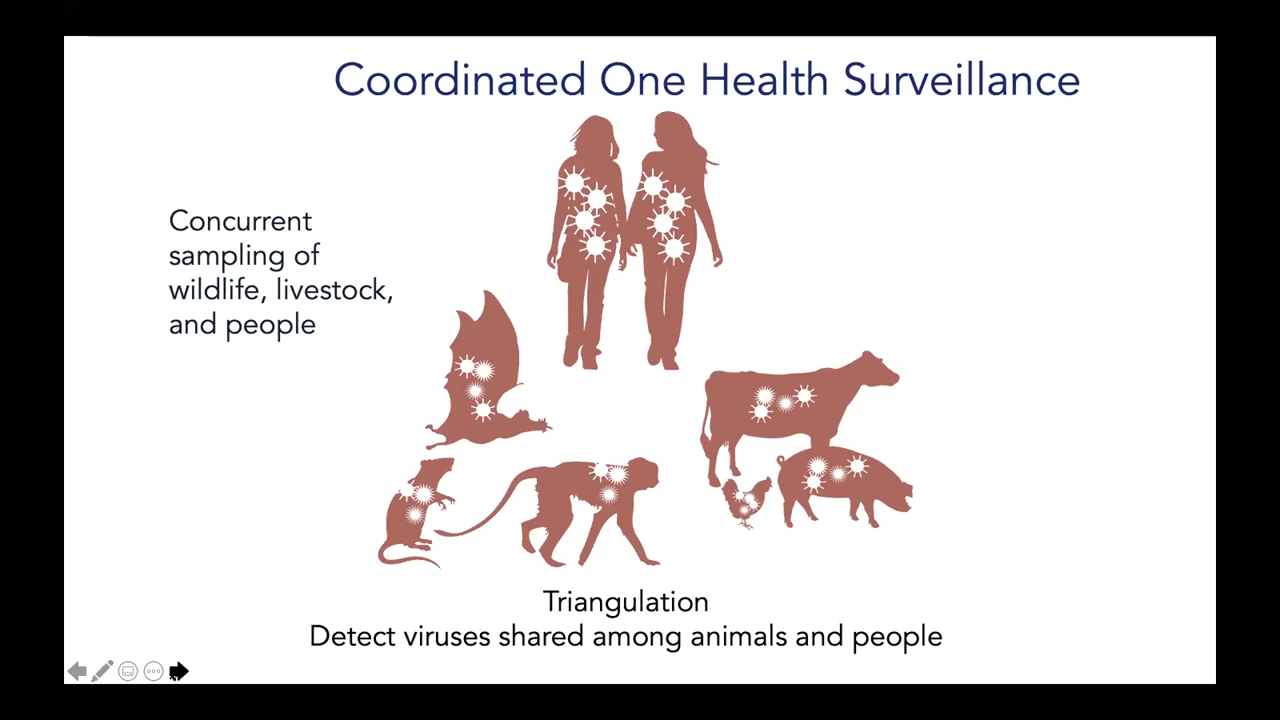 Coordinated One Health Surveillance
Concurrent
sampling of
wildlife, livestock,
and people
Triangulation
Detect viruses shared among animals and people